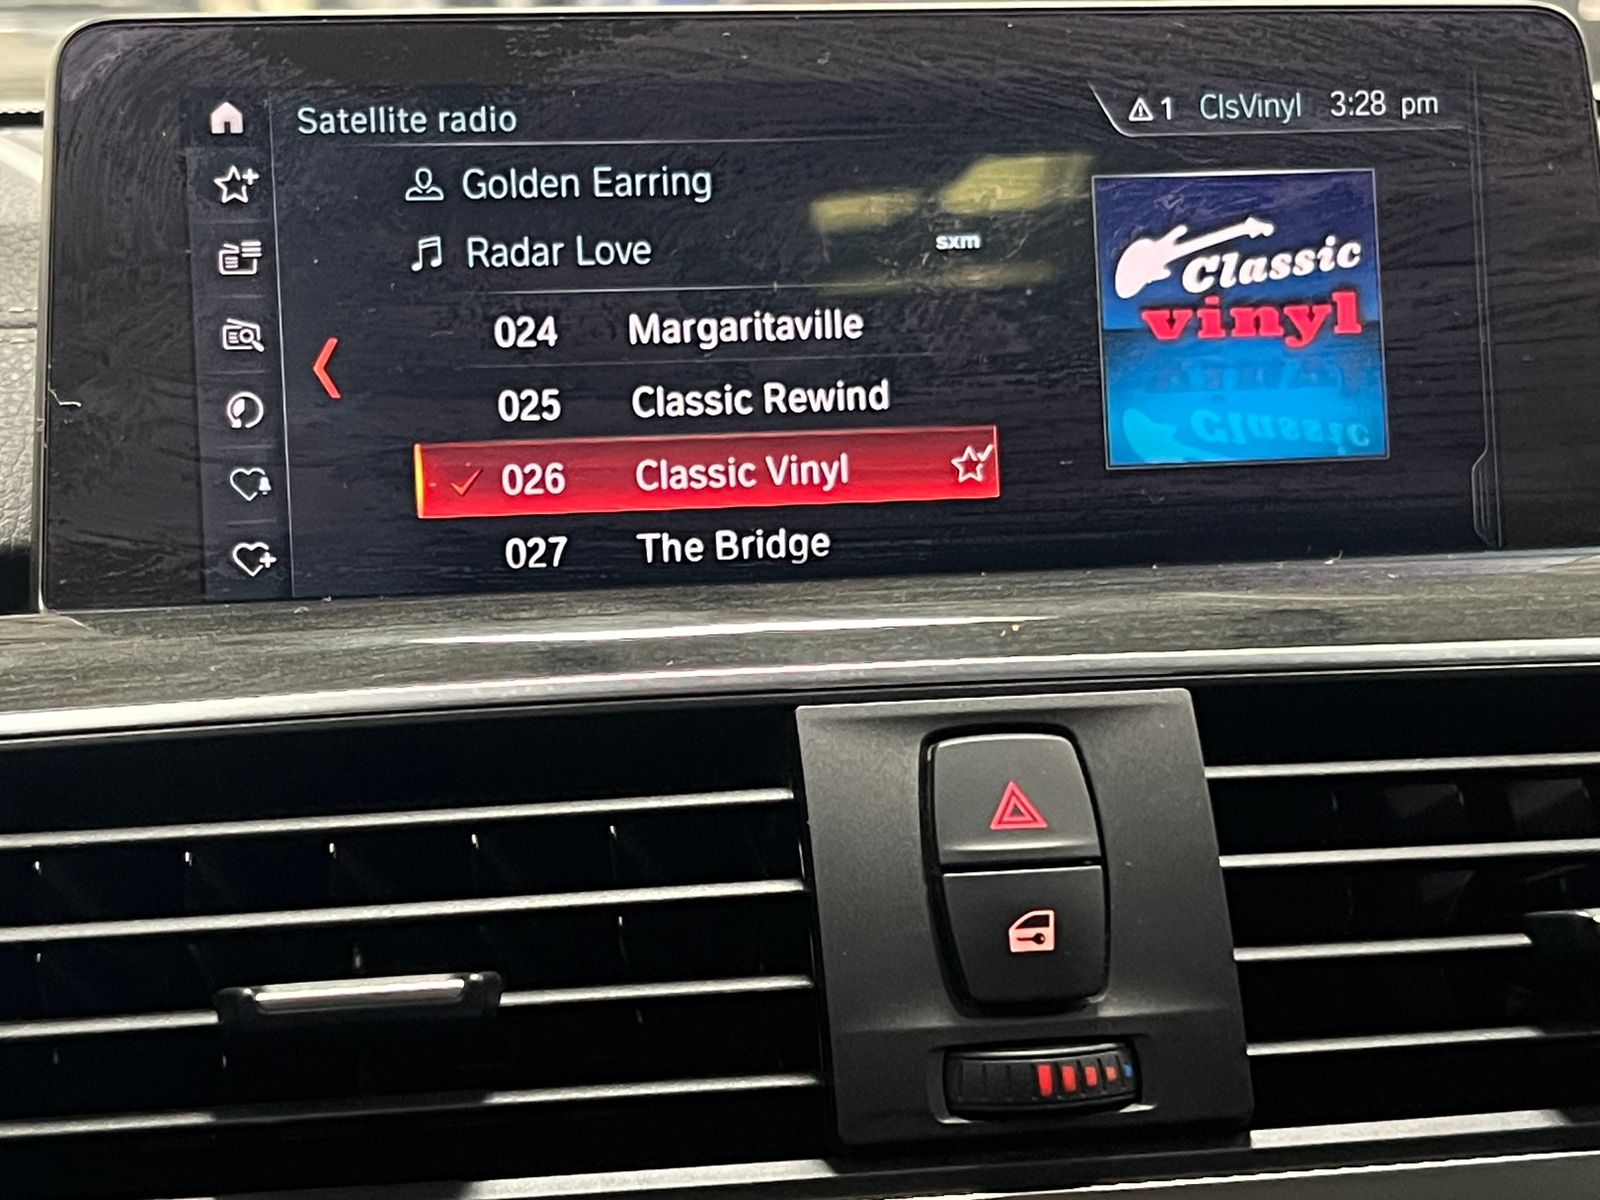 Satellite radio
1 ClsVinyl 3:28 pm
Golden Earring
Radar Love
sxm
024 Margaritaville
025 Classic Rewind
026 Classic Vinyl
027 The Bridge
Classic
vinyl
Classic